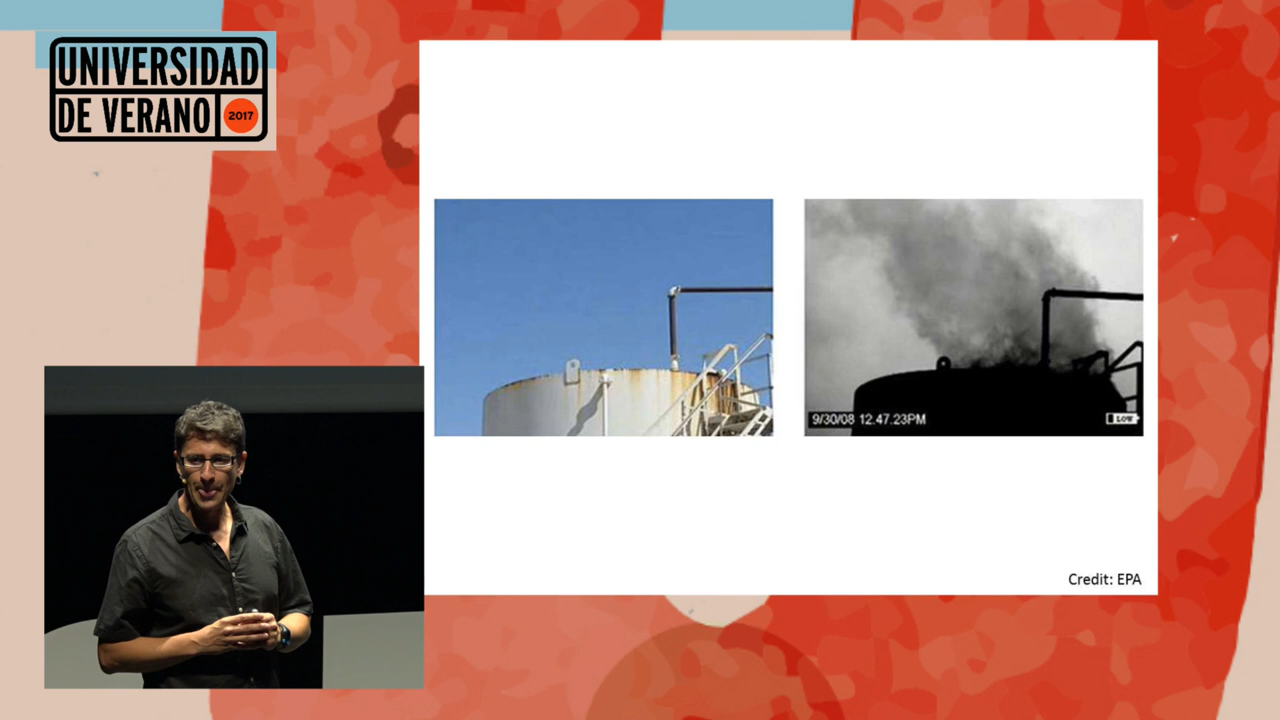 UNIVERSIDAD
DE VERANO 2017
9/30/08 12.47.23PM
LOW
Credit: EPA